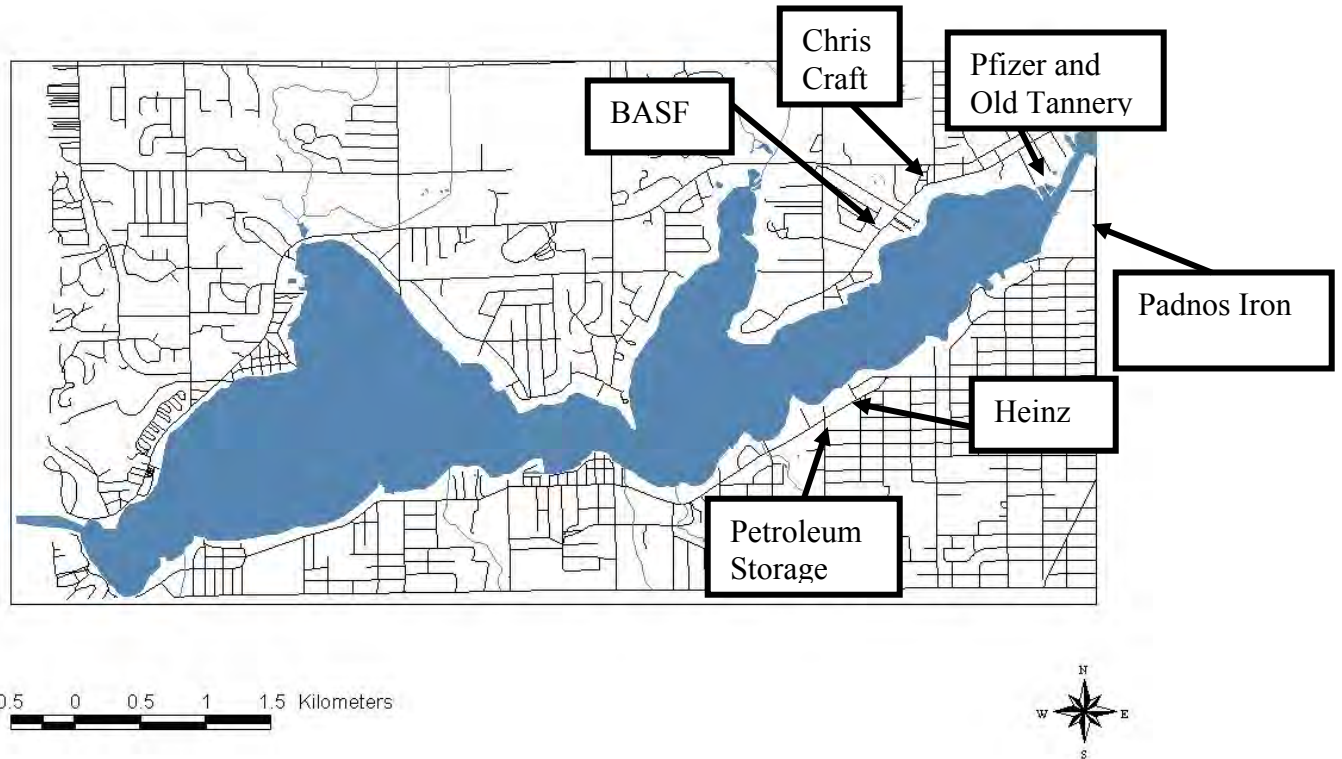 Chris
Craft
Pfizer and
Old Tannery
BASF
Padnos Iron
Heinz
Petroleum
Storage
0.5 0 0.5 1 1.5 Kilometers
N
W E
S